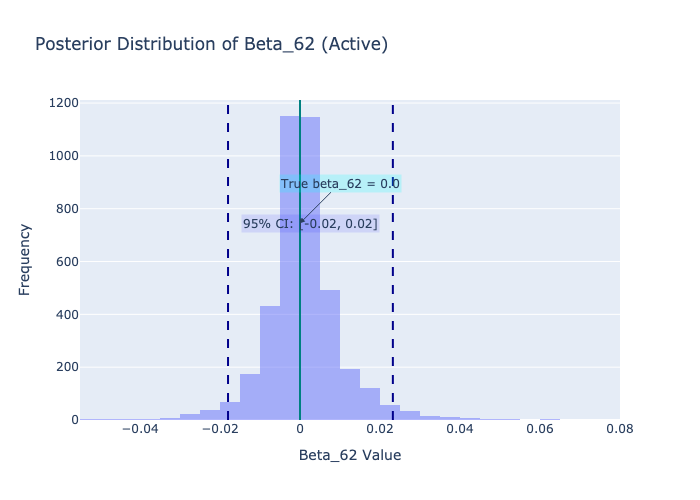 Posterior Distribution of Beta_62 (Active)
1200
1000
800
600
400
200
0
True beta_62 = 0.0
95% CI: [-0.02, 0.02]
Frequency
−0.04
−0.02
0
0.02
0.04
0.06
0.08
Beta_62 Value